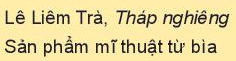 Lê Liêm Trà, Tháp nghiêng
Sản phẩm mĩ thuật từ bìa